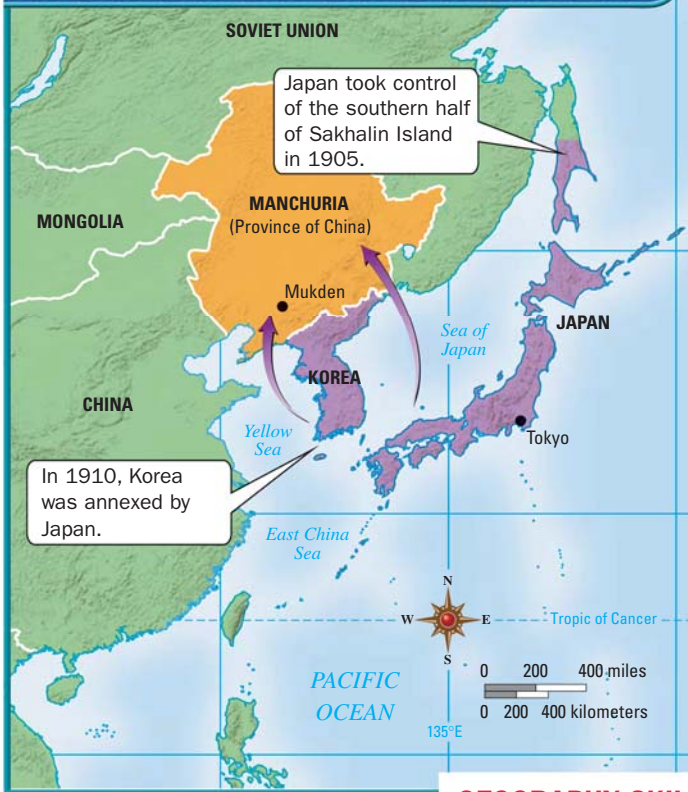 SOVIET UNION
Japan took control
of the southern half
of Sakhalin Island
in 1905.
MONGOLIA
MANCHURIA
(Province of China)
Mukden
Sea of
Japan
JAPAN
KOREA
CHINA
Yellow
Sea
Tokyo
In 1910, Korea
was annexed by
Japan.
East China
Sea
N
W
E
S
Tropic of Cancer
PACIFIC
OCEAN
0 200 400 miles
0 200 400 kilometers
135°E